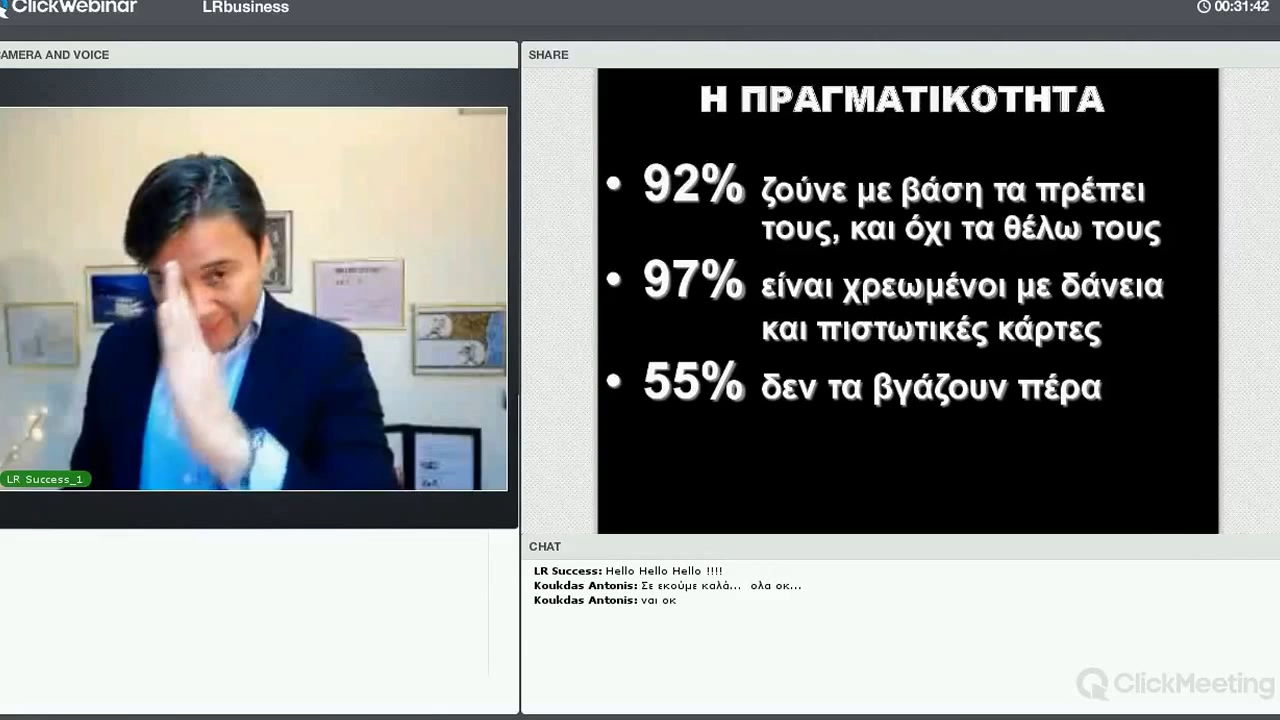 ClickWebinar
LRbusiness
00:31:42
AMERA AND VOICE
SHARE
Η ΠΡΑΓΜΑΤΙΚΟΤΗΤΑ
• 92% ζούνε με βάση τα πρέπει
τους, και όχι τα θέλω τους
• 97% είναι χρεωμένοι με δάνεια
και πιστωτικές κάρτες
• 55% δεν τα βγάζουν πέρα
LR Success_1
CHAT
LR Success: Hello Hello Hello !!!!
Koukdas Antonis: Σε εκούμε καλά... ολα οκ...
Koukdas Antonis: ναι οκ
ClickMeeting